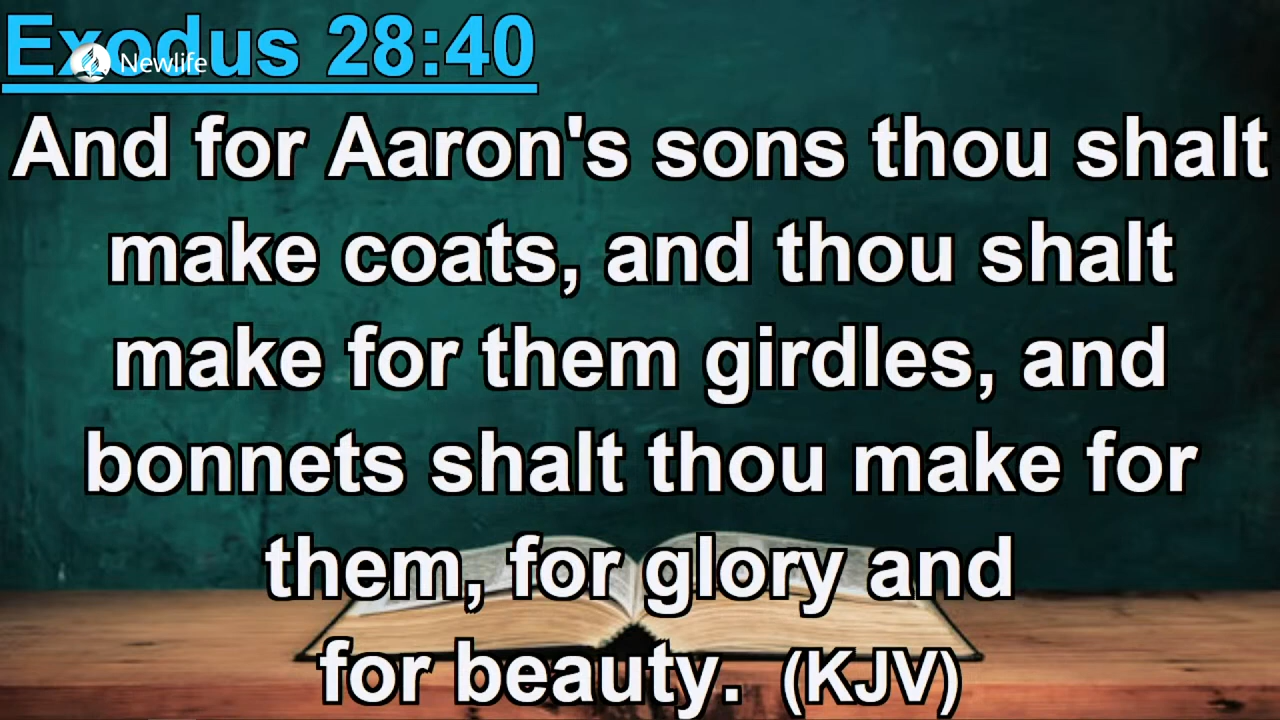 Exodus 28:40
Newlife
And for Aaron's sons thou shalt
make coats, and thou shalt
make for them girdles, and
bonnets shalt thou make for
them, for glory and
for beauty. (KJV)